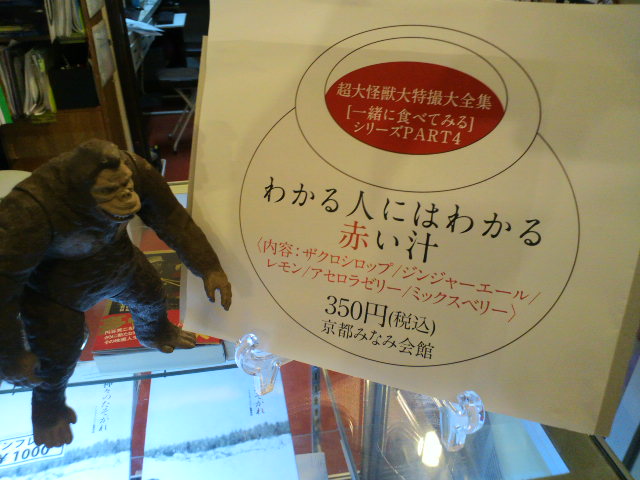 超大怪獣大特撮大全集
[一緒に食べてみる]
シリーズPART4
わかる人にはわかる
赤い汁
〈内容：ザクロシロップ/ジンジャーエール/
レモン/アセロラゼリー/ミックスベリー〉
350円(税込)
京都みなみ会館
¥1000